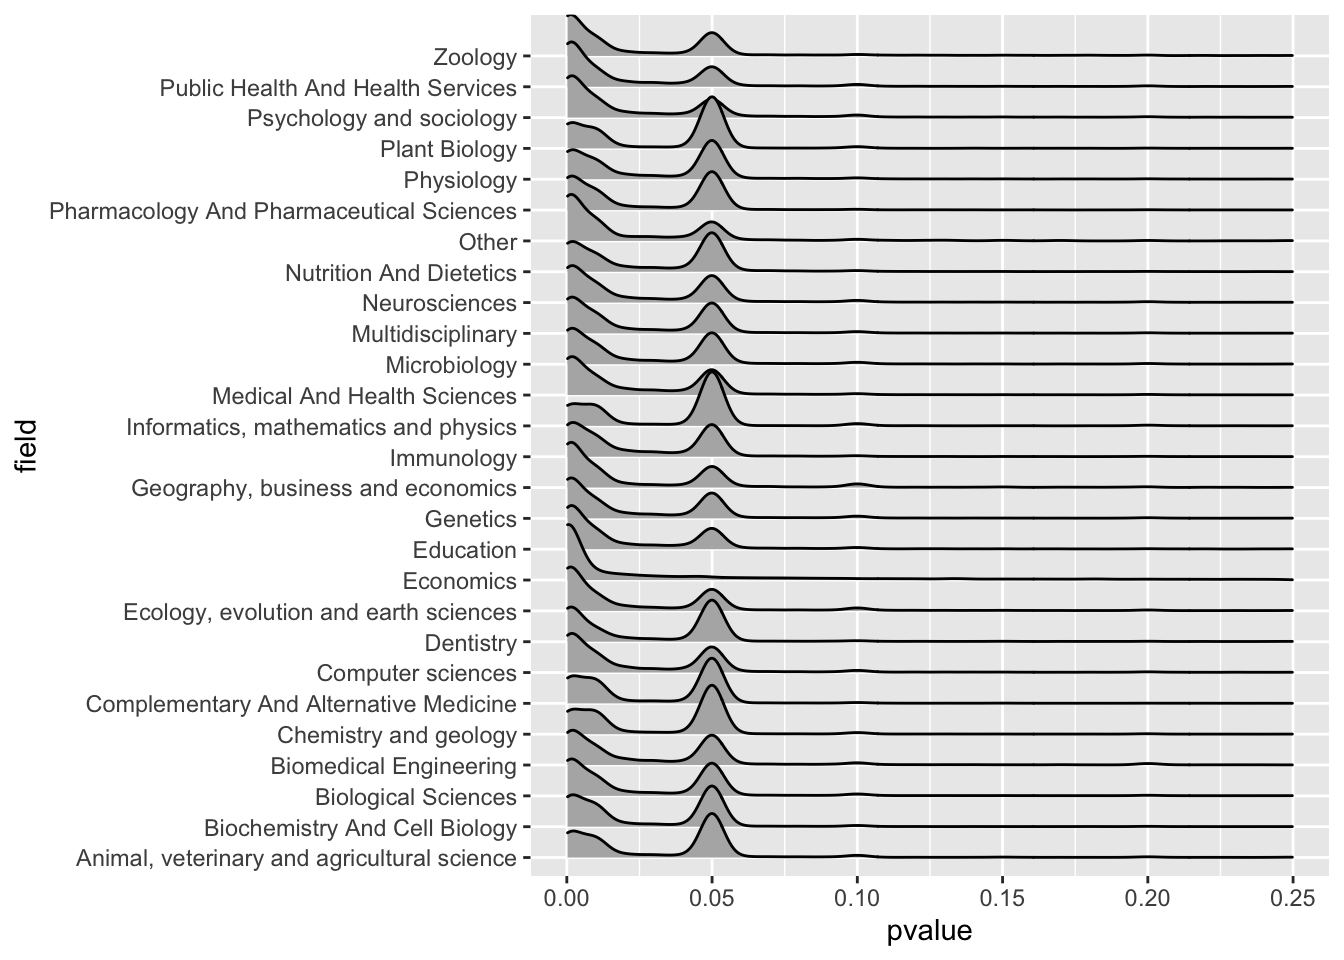 Zoology
Public Health And Health Services
Psychology and sociology
Plant Biology
Physiology
Pharmacology And Pharmaceutical Sciences
Other
Nutrition And Dietetics
Neurosciences
Multidisciplinary
Microbiology
Medical And Health Sciences
Informatics, mathematics and physics
Immunology
Geography, business and economics
Genetics
Education
Economics
Ecology, evolution and earth sciences
Dentistry
Computer sciences
Complementary And Alternative Medicine
Chemistry and geology
Biomedical Engineering
Biological Sciences
Biochemistry And Cell Biology
Animal, veterinary and agricultural science
field
0.00 0.05 0.10 0.15 0.20 0.25
pvalue